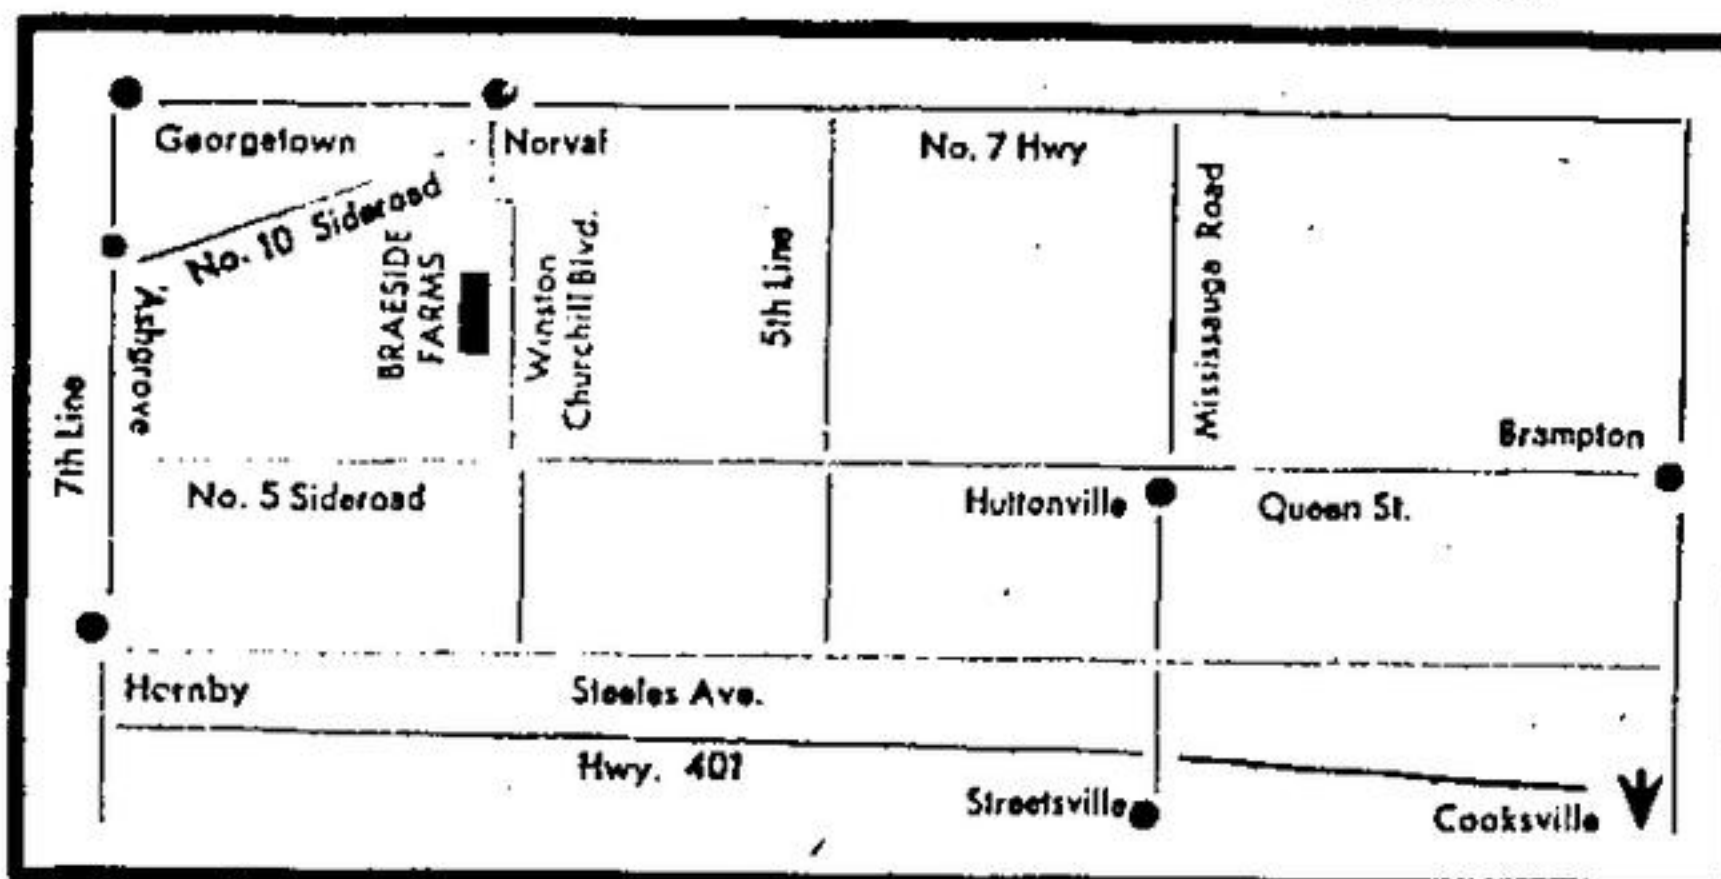 Georgetown
Norval
No. 7 Hwy
No. 10 Sideroad
BRAESIDE
FARMS
Winston
Churchill Blvd.
5th Line
Mississauga Road
Ashgrove
7th Line
Brampton
No. 5 Sideroad
Huttonville
Queen St.
Hornby
Steeles Ave.
Hwy. 401
Streetsville
Cooksville